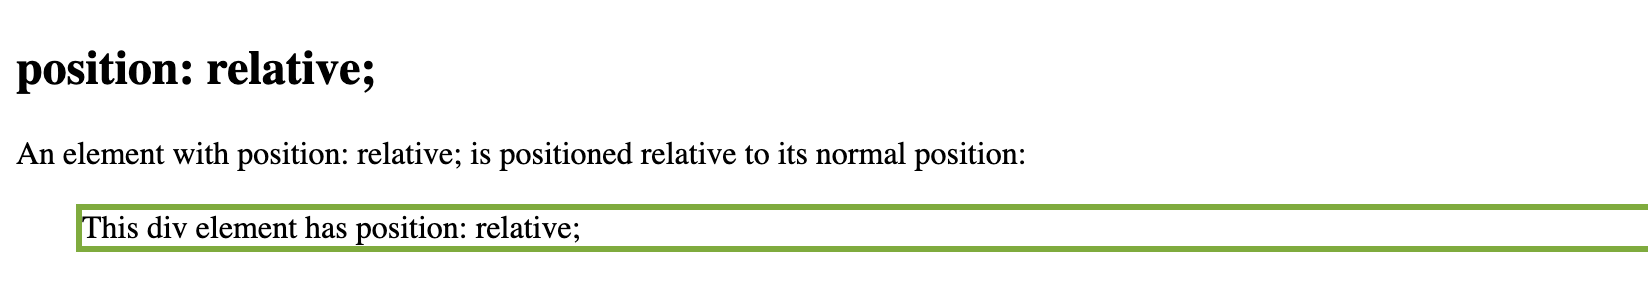 position: relative;
An element with position: relative; is positioned relative to its normal position:
This div element has position: relative;